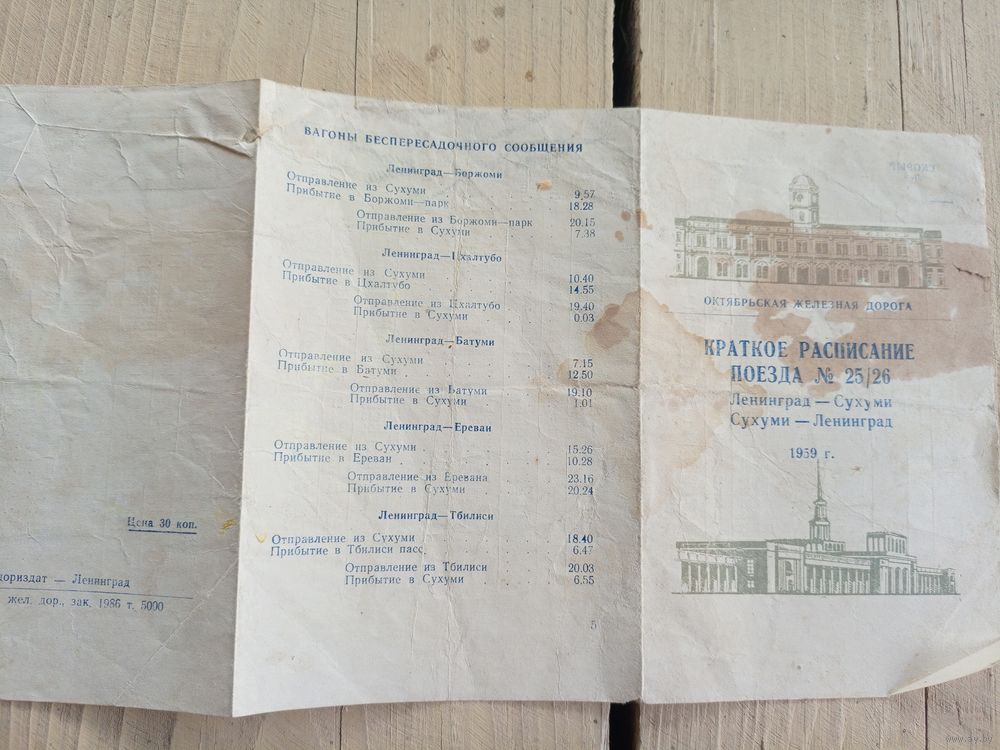 Цена 30 коп.
дориздат — Ленинград
жел. дор., зак. 1986 т. 5000
ВАГОНЫ БЕСПЕРЕСАДОЧНОГО СООБЩЕНИЯ
Ленинград—Боржоми
Отправление из Сухуми 9.57
Прибытие в Боржоми—парк 18.28
Отправление из Боржоми—парк 20.15
Прибытие в Сухуми 7.38
Ленинград—Цхалтубо
Отправление из Сухуми 10.40
Прибытие в Цхалтубо 14.55
Отправление из Цхалтубо 19.40
Прибытие в Сухуми 0.03
Ленинград—Батуми
Отправление из Сухуми 7.15
Прибытие в Батуми 12.50
Отправление из Батуми 19.10
Прибытие в Сухуми 1.01
Ленинград—Ереван
Отправление из Сухуми 15.26
Прибытие в Ереван 10.28
Отправление из Еревана 23.16
Прибытие в Сухуми 20.24
Ленинград—Тбилиси
Отправление из Сухуми 18.40
Прибытие в Тбилиси пасс. 6.47
Отправление из Тбилиси 20.03
Прибытие в Сухуми 6.55
5
ОКТЯБРЬСКАЯ ЖЕЛЕЗНАЯ ДОРОГА
КРАТКОЕ РАСПИСАНИЕ
ПОЕЗДА № 25/26
Ленинград — Сухуми
Сухуми — Ленинград
1959 г.